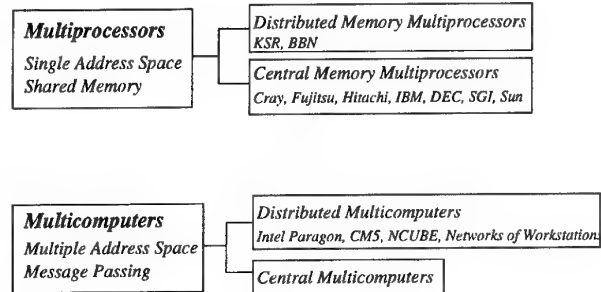 Multiprocessors
Single Address Space
Shared Memory
Distributed Memory Multiprocessors
KSR, BBN
Central Memory Multiprocessors
Cray, Fujitsu, Hitachi, IBM, DEC, SGI, Sun
Multicomputers
Multiple Address Space
Message Passing
Distributed Multicomputers
Intel Paragon, CM5, NCUBE, Networks of Workstations
Central Multicomputers